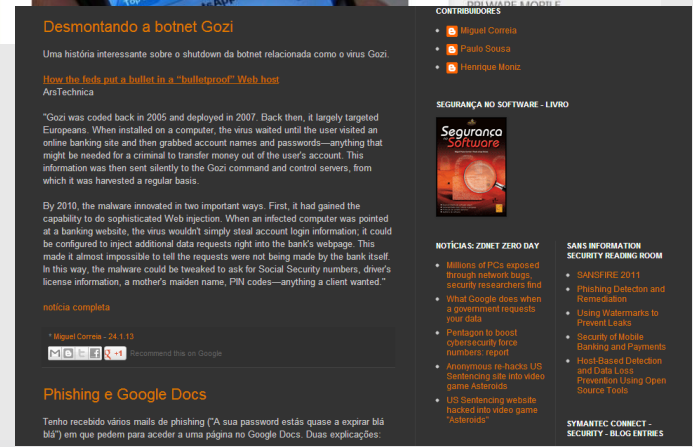 PPLWARE MOBILE
Desmontando a botnet Gozi
Uma história interessante sobre o shutdown da botnet relacionada como o virus Gozi.
How the feds put a bullet in a “bulletproof” Web host
ArsTechnica
"Gozi was coded back in 2005 and deployed in 2007. Back then, it largely targeted
Europeans. When installed on a computer, the virus waited until the user visited an
online banking site and then grabbed account names and passwords—anything that
might be needed for a criminal to transfer money out of the user's account. This
information was then sent silently to the Gozi command and control servers, from
which it was harvested a regular basis.
By 2010, the malware innovated in two important ways. First, it had gained the
capability to do sophisticated Web injection. When an infected computer was pointed
at a banking website, the virus wouldn't simply steal account login information; it could
be configured to inject additional data requests right into the bank's webpage. This
made it almost impossible to tell the requests were not being made by the bank itself.
In this way, the malware could be tweaked to ask for Social Security numbers, driver's
license information, a mother's maiden name, PIN codes—anything a client wanted."
notícia completa
* Miguel Correia - 24.1.13
+1 Recommend this on Google
Phishing e Google Docs
Tenho recebido vários mails de phishing ("A sua password estás quase a expirar blá
blá") em que pedem para aceder a uma página no Google Docs. Duas explicações:
CONTRIBUIDORES
Miguel Correia
Paulo Sousa
Henrique Moniz
SEGURANÇA NO SOFTWARE - LIVRO
Segurança
Software
NOTÍCIAS: ZDNET ZERO DAY
Millions of PCs exposed
through network bugs,
security researchers find
What Google does when
a government requests
your data
Pentagon to boost
cybersecurity force
numbers: report
Anonymous re-hacks US
Sentencing site into video
game Asteroids
US Sentencing website
hacked into video game
"Asteroids"
SANS INFORMATION
SECURITY READING ROOM
SANSFIRE 2011
Phishing Detecton and
Remediation
Using Watermarks to
Prevent Leaks
Security of Mobile
Banking and Payments
Host-Based Detection
and Data Loss
Prevention Using Open
Source Tools
SYMANTEC CONNECT -
SECURITY - BLOG ENTRIES